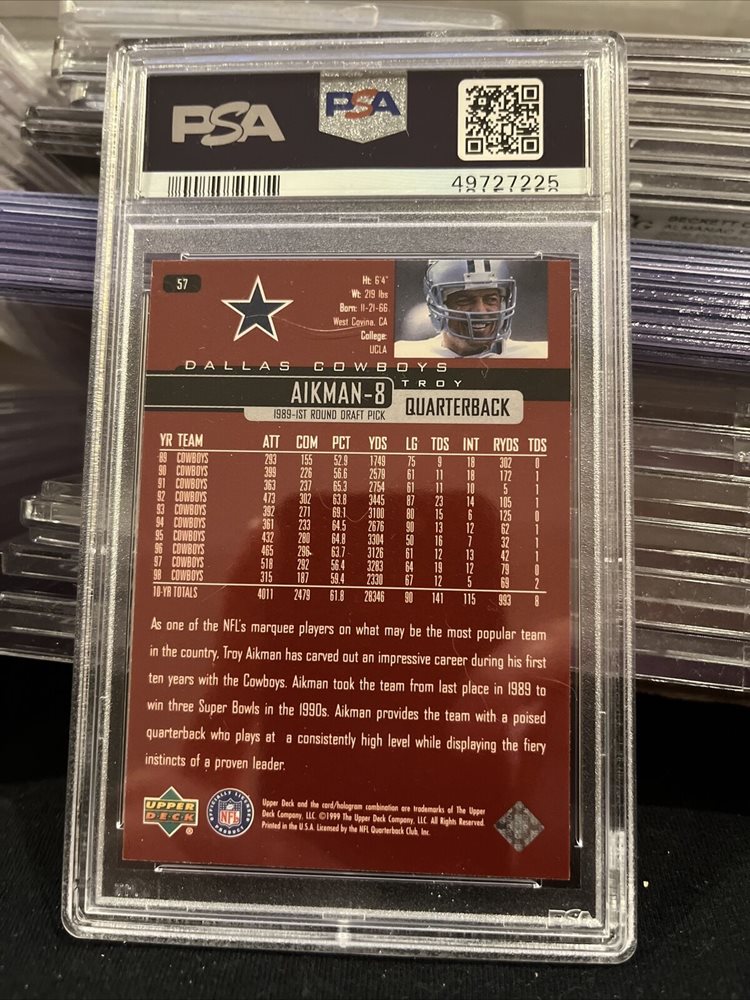 PSA
PSA
49727225
BECKETT
ALMANAC
57
Ht: 6'4"
Wt: 219 lbs
Born: 11-21-66
West Covina, CA
College:
UCLA
DALLAS COWBOYS
TROY
AIKMAN-8
QUARTERBACK
1989-1ST ROUND DRAFT PICK
YR TEAM ATT COM PCT YDS LG TDS INT RYDS TDS
89 COWBOYS 293 155 52.9 1749 75 9 18 302 0
90 COWBOYS 399 226 56.6 2579 61 11 18 172 1
91 COWBOYS 363 237 65.3 2754 61 11 10 5 1
92 COWBOYS 473 302 63.8 3445 87 23 14 105 1
93 COWBOYS 392 271 69.1 3100 80 15 6 125 0
94 COWBOYS 361 233 64.5 2676 90 13 12 62 1
95 COWBOYS 432 280 64.8 3304 50 16 7 32 1
96 COWBOYS 465 296 63.7 3126 61 12 13 42 1
97 COWBOYS 518 292 56.4 3283 64 19 12 79 0
98 COWBOYS 315 187 59.4 2330 67 12 5 69 2
10-YR TOTALS 4011 2479 61.8 28346 90 141 115 993 8
As one of the NFL's marquee players on what may be the most popular team
in the country, Troy Aikman has carved out an impressive career during his first
ten years with the Cowboys. Aikman took the team from last place in 1989 to
win three Super Bowls in the 1990s. Aikman provides the team with a poised
quarterback who plays at a consistently high level while displaying the fiery
instincts of a proven leader.
UPPER
DECK
®
OFFICIALLY LICENSED
NFL
PRODUCT
Upper Deck and the card/hologram combination are trademarks of The Upper
Deck Company, LLC. ©1999 The Upper Deck Company, LLC. All Rights Reserved.
Printed in the U.S.A. Licensed by the NFL Quarterback Club, Inc.
PSA